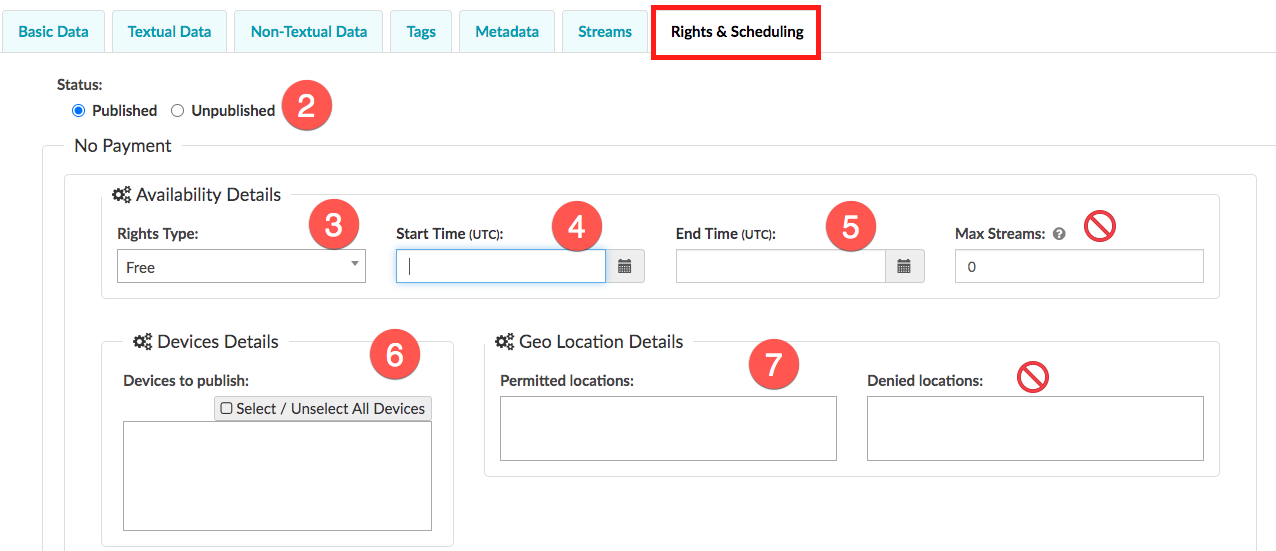 Basic Data Textual Data Non-Textual Data Tags Metadata Streams Rights & Scheduling
Status:
Published Unpublished 2
No Payment
Availability Details
Rights Type: 3 Start Time (UTC): 4 End Time (UTC): 5 Max Streams: ?
Free 0
Devices Details 6 Geo Location Details
Devices to publish: Permitted locations: 7 Denied locations:
Select / Unselect All Devices